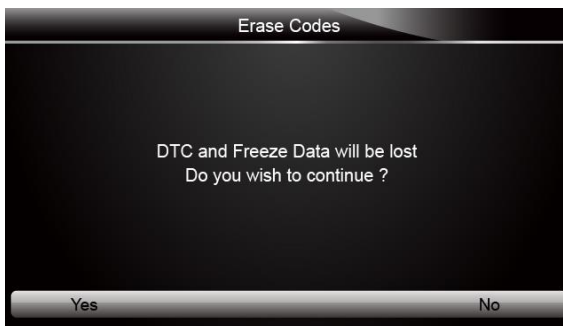 Erase Codes
DTC and Freeze Data will be lost
Do you wish to continue ?
Yes No